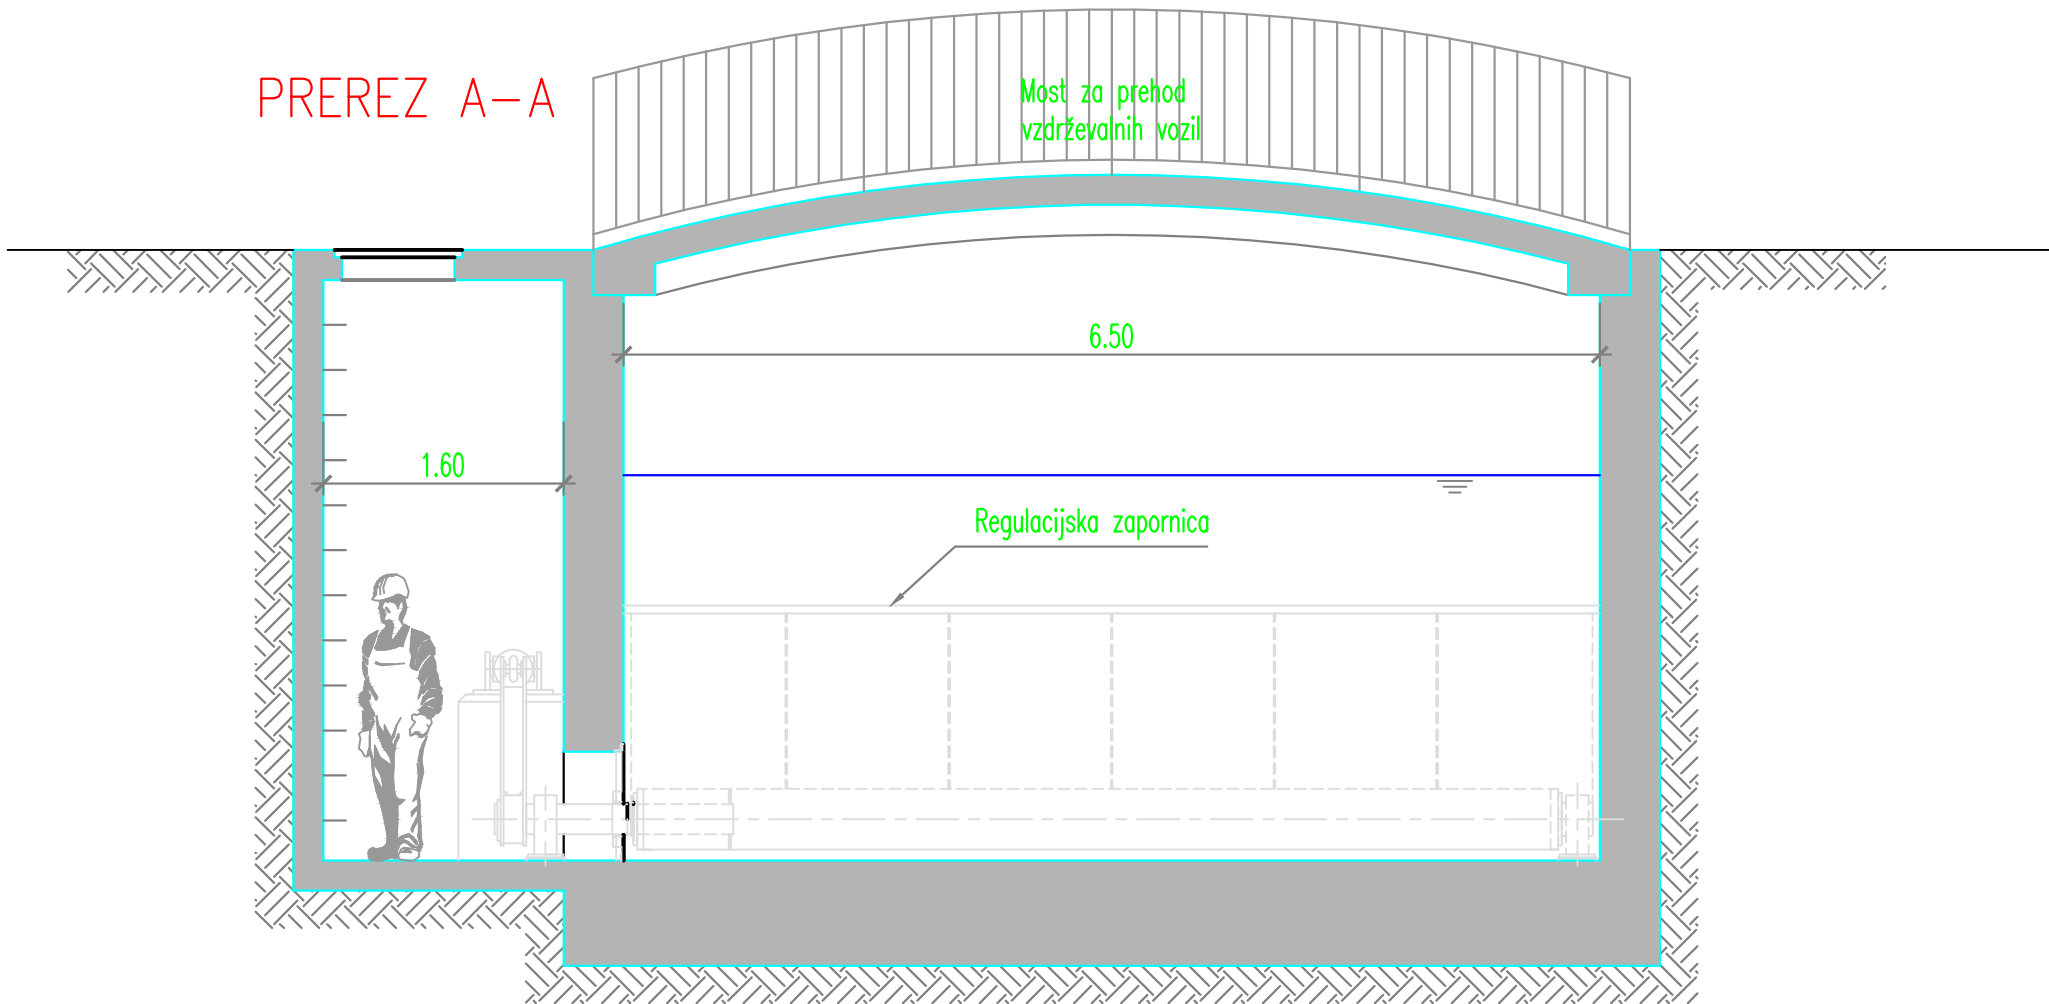 PREREZ A-A
Most za prehod
vzdrževalnih vozil
6.50
1.60
Regulacijska zapornica